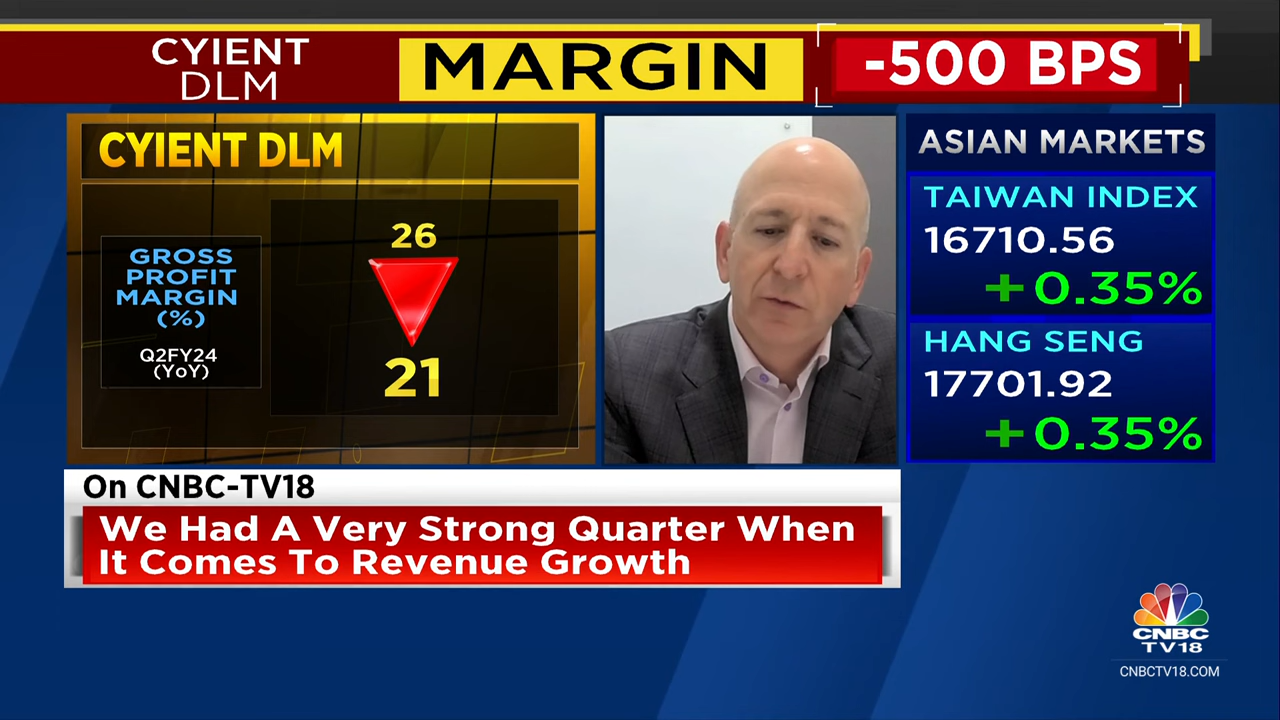 CYIENT
DLM
MARGIN
-500 BPS
CYIENT DLM
GROSS
PROFIT
MARGIN
(%)
Q2FY24
(YoY)
26
21
ASIAN MARKETS
TAIWAN INDEX
16710.56
+0.35%
HANG SENG
17701.92
+0.35%
On CNBC-TV18
We Had A Very Strong Quarter When
It Comes To Revenue Growth
CNBC
TV18
CNBCTV18.COM